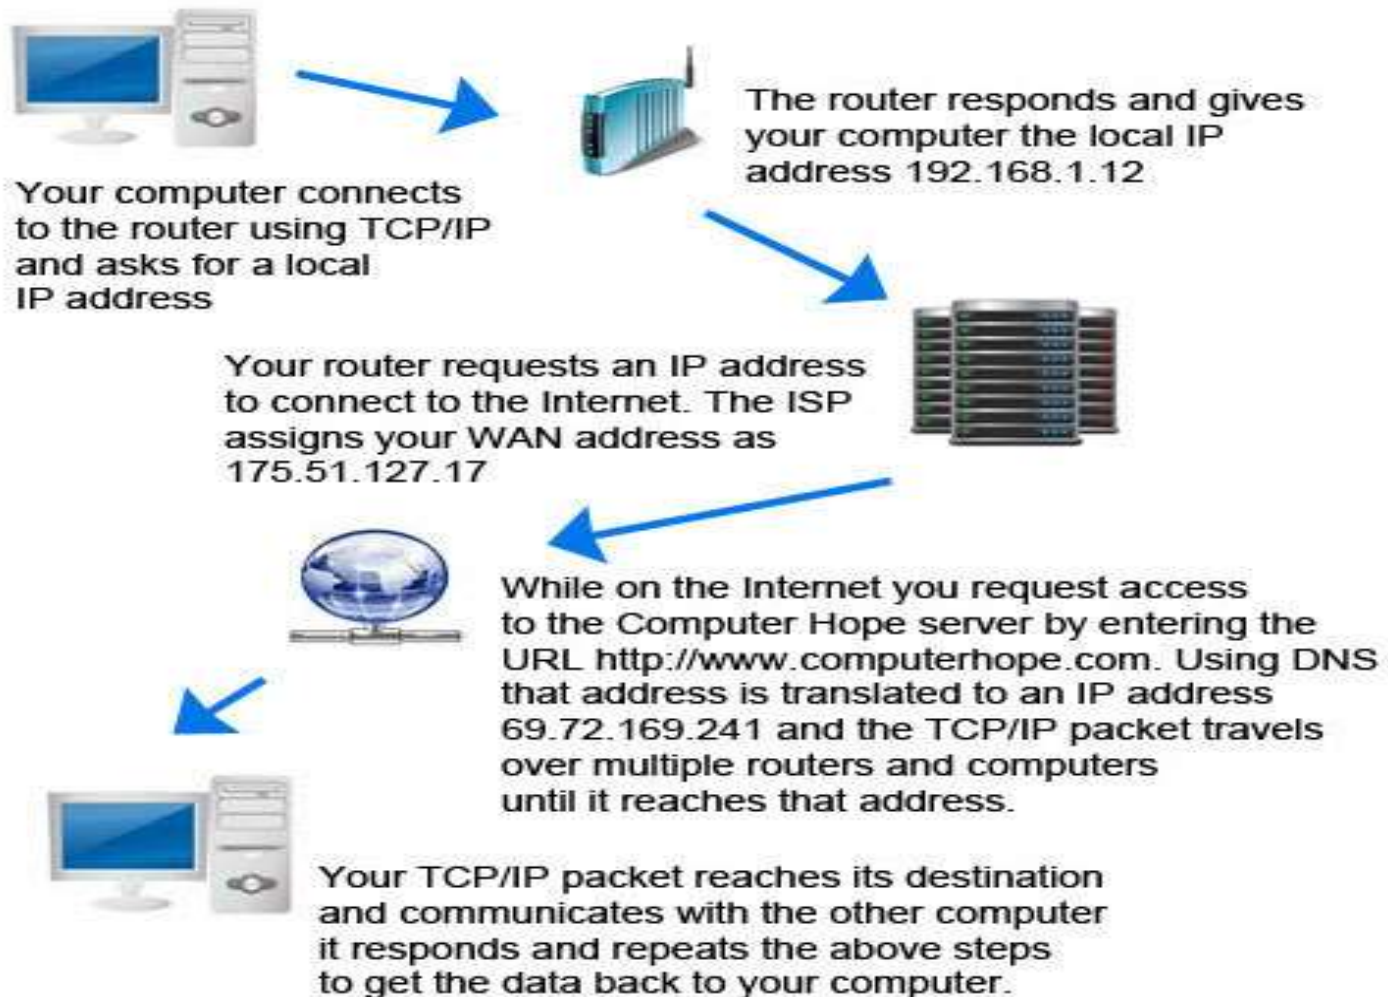 The router responds and gives
your computer the local IP
address 192.168.1.12
Your computer connects
to the router using TCP/IP
and asks for a local
IP address
Your router requests an IP address
to connect to the Internet. The ISP
assigns your WAN address as
175.51.127.17
While on the Internet you request access
to the Computer Hope server by entering the
URL http://www.computerhope.com. Using DNS
that address is translated to an IP address
69.72.169.241 and the TCP/IP packet travels
over multiple routers and computers
until it reaches that address.
Your TCP/IP packet reaches its destination
and communicates with the other computer
it responds and repeats the above steps
to get the data back to your computer.